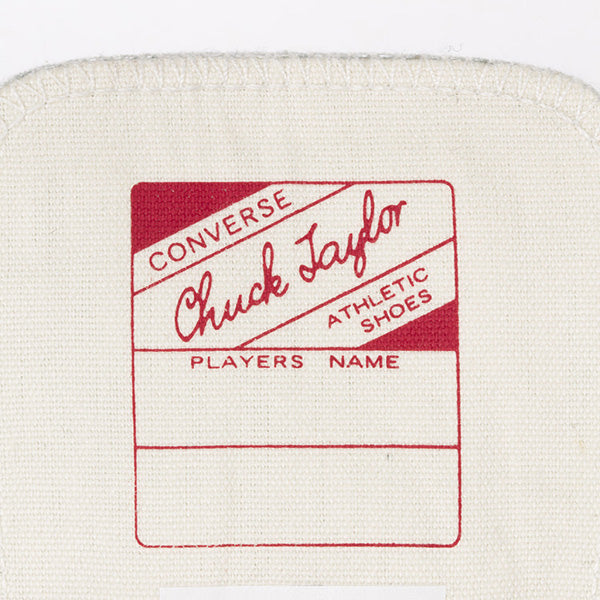 CONVERSE
Chuck Taylor
ATHLETIC
SHOES
PLAYERS NAME